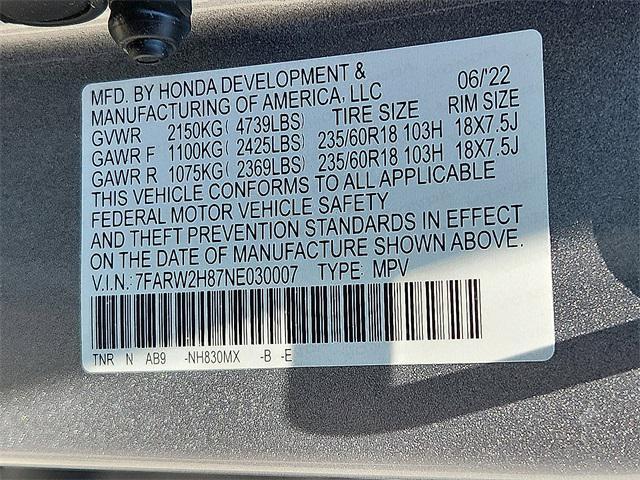 MFD. BY HONDA DEVELOPMENT & 06/'22
MANUFACTURING OF AMERICA, LLC
GVWR 2150KG( 4739LBS) TIRE SIZE RIM SIZE
GAWR F 1100KG( 2425LBS) 235/60R18 103H 18X7.5J
GAWR R 1075KG( 2369LBS) 235/60R18 103H 18X7.5J
THIS VEHICLE CONFORMS TO ALL APPLICABLE
FEDERAL MOTOR VEHICLE SAFETY
AND THEFT PREVENTION STANDARDS IN EFFECT
ON THE DATE OF MANUFACTURE SHOWN ABOVE.
V.I.N.: 7FARW2H87NE030007 TYPE: MPV
TNR N AB9 -NH830MX -B -E